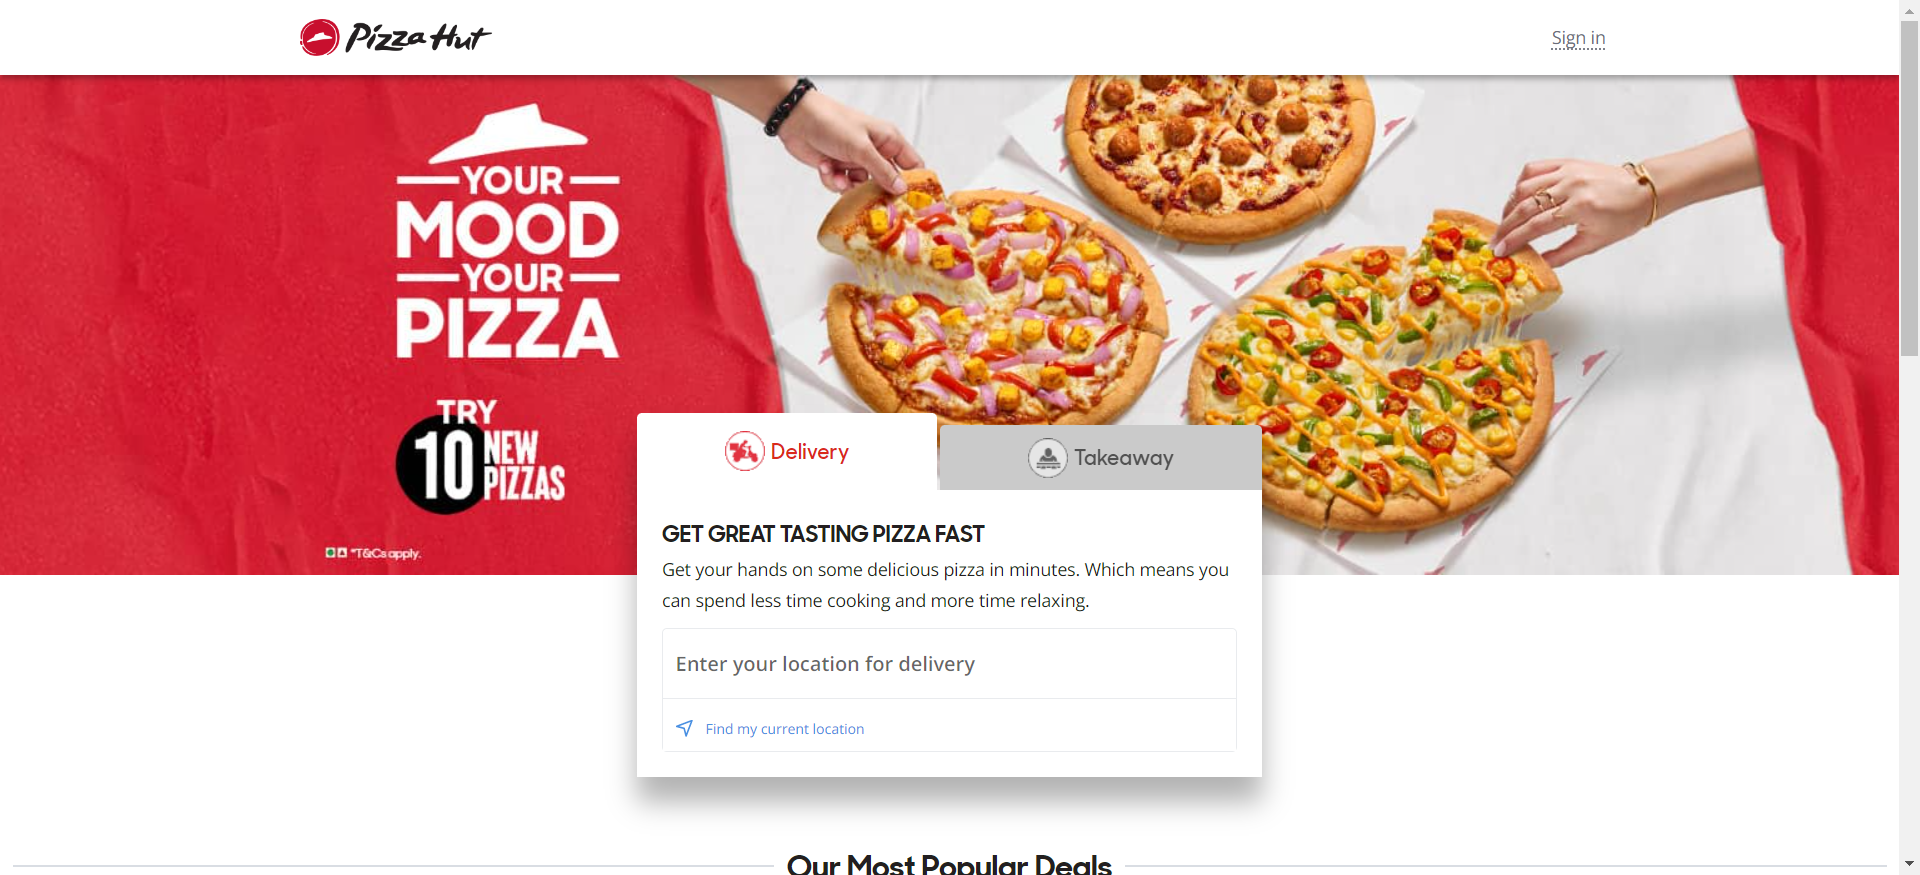 Pizza Hut
Sign in
YOUR
MOOD
YOUR
PIZZA
TRY
10 NEW
PIZZAS
*T&Cs apply.
Delivery
Takeaway
GET GREAT TASTING PIZZA FAST
Get your hands on some delicious pizza in minutes. Which means you
can spend less time cooking and more time relaxing.
Enter your location for delivery
Find my current location
Our Most Popular Deals